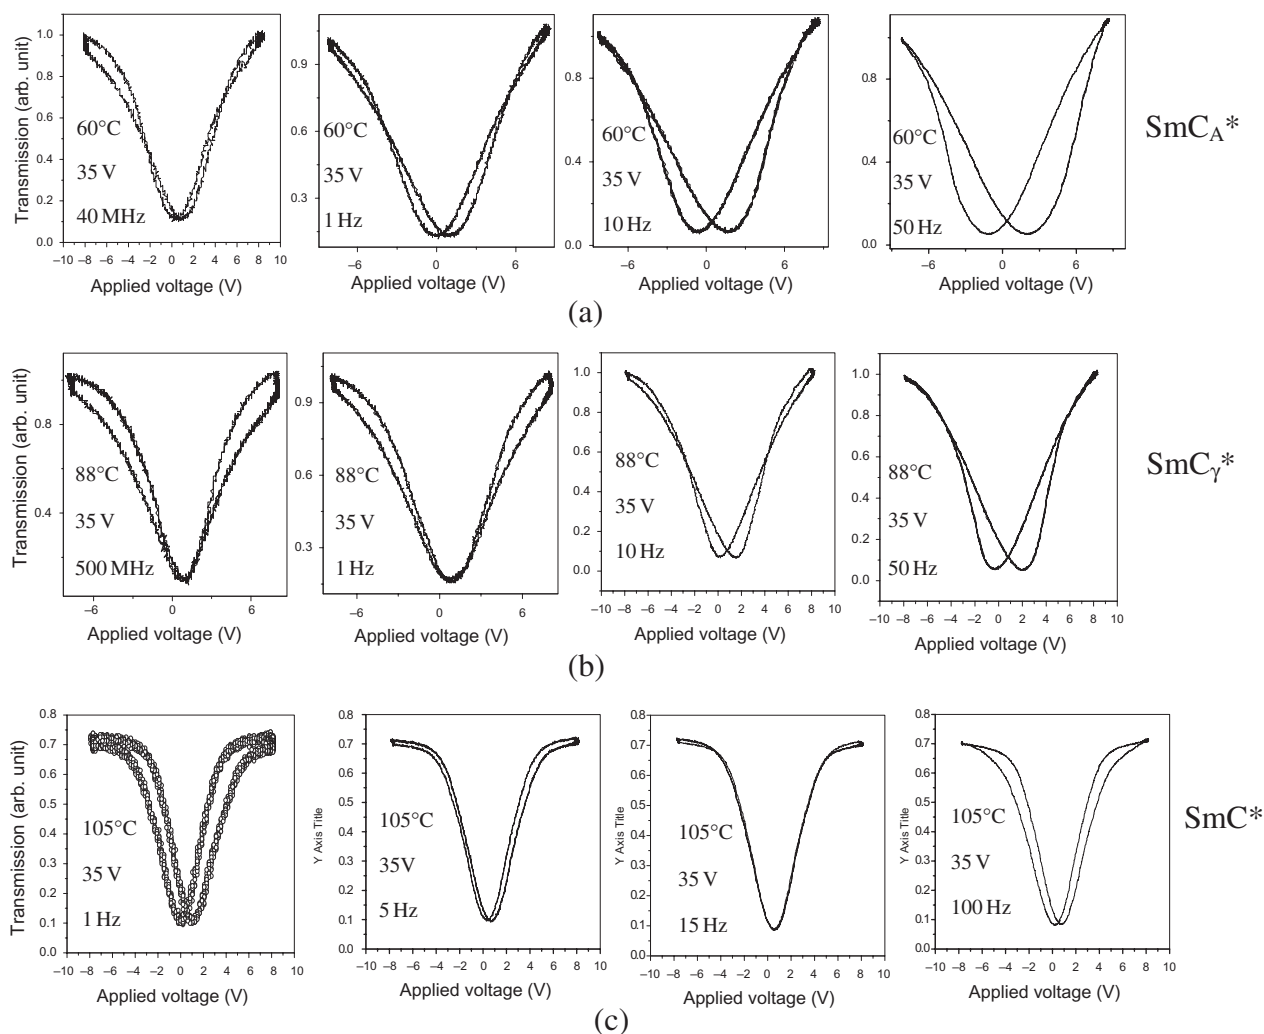 Transmission (arb. unit)
1.0
0.8
0.6
0.4
0.2
0.0
60°C
35 V
40 MHz
−10 −8 −6 −4 −2 0 2 4 6 8 10
Applied voltage (V)
0.9
0.6
0.3
60°C
35 V
1 Hz
−6 0 6
Applied voltage (V)
0.8
0.4
0.0
60°C
35 V
10 Hz
−6 0 6
Applied voltage (V)
0.8
0.4
0.0
60°C
35 V
50 Hz
−6 0 6
Applied voltage (V)
SmCA*
(a)
Transmission (arb. unit)
0.8
0.4
88°C
35 V
500 MHz
−6 0 6
Applied voltage (V)
0.9
0.6
0.3
88°C
35 V
1 Hz
−6 0 6
Applied voltage (V)
1.0
0.8
0.6
0.4
0.2
0.0
88°C
35 V
10 Hz
−10 −8 −6 −4 −2 0 2 4 6 8 10
Applied voltage (V)
1.0
0.8
0.6
0.4
0.2
0.0
88°C
35 V
50 Hz
−10 −8 −6 −4 −2 0 2 4 6 8 10
Applied voltage (V)
SmCγ*
(b)
Transmission (arb. unit)
0.8
0.7
0.6
0.5
0.4
0.3
0.2
0.1
0.0
105°C
35 V
1 Hz
−10 −8 −6 −4 −2 0 2 4 6 8 10
Applied voltage (V)
Y Axis Title
0.8
0.7
0.6
0.5
0.4
0.3
0.2
0.1
0.0
105°C
35V
5 Hz
−10 −8 −6 −4 −2 0 2 4 6 8 10
Applied voltage (V)
Y Axis Title
0.8
0.7
0.6
0.5
0.4
0.3
0.2
0.1
0.0
105°C
35 V
15 Hz
−10 −8 −6 −4 −2 0 2 4 6 8 10
Applied voltage (V)
Y Axis Title
0.8
0.7
0.6
0.5
0.4
0.3
0.2
0.1
0.0
105°C
35 V
100 Hz
−10 −8 −6 −4 −2 0 2 4 6 8 10
Applied voltage (V)
SmC*
(c)